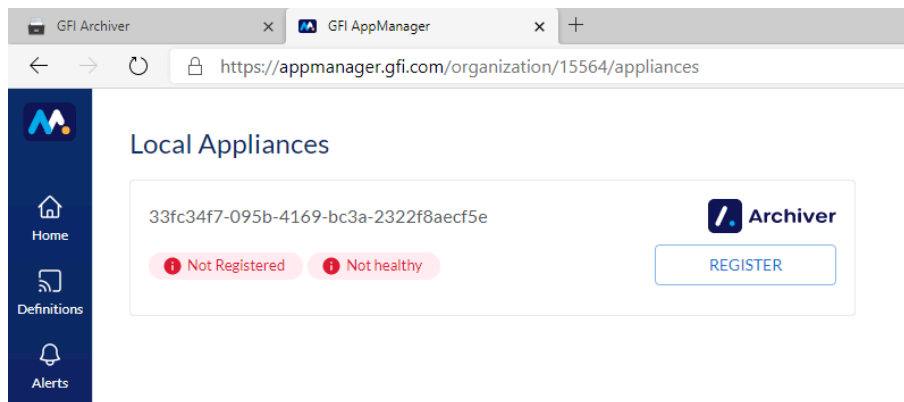 GFI Archiver
GFI AppManager
https://appmanager.gfi.com/organization/15564/appliances
Local Appliances
33fc34f7-095b-4169-bc3a-2322f8aecf5e
Archiver
Not Registered
Not healthy
REGISTER
Home
Definitions
Alerts